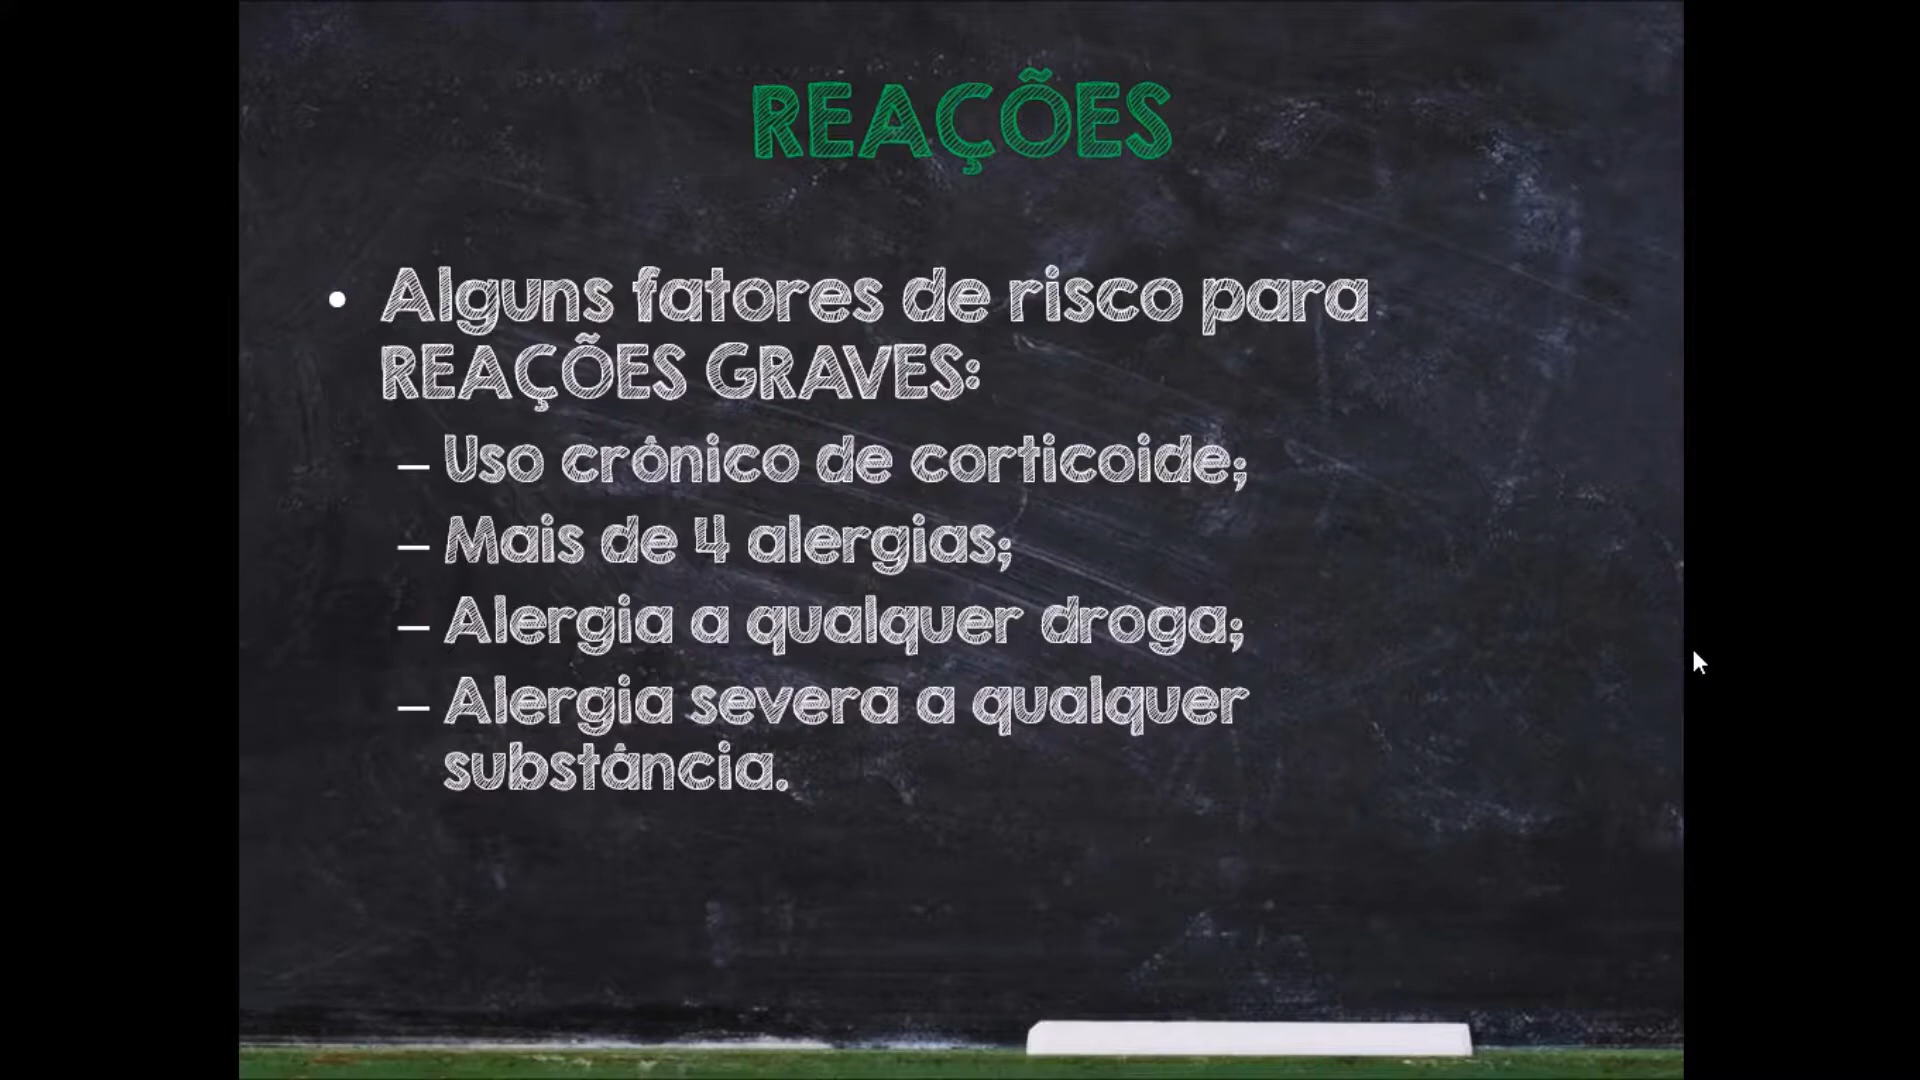 REAÇÕES
• Alguns fatores de risco para
REAÇÕES GRAVES:
– Uso crônico de corticoide;
– Mais de 4 alergias;
– Alergia a qualquer droga;
– Alergia severa a qualquer
substância.